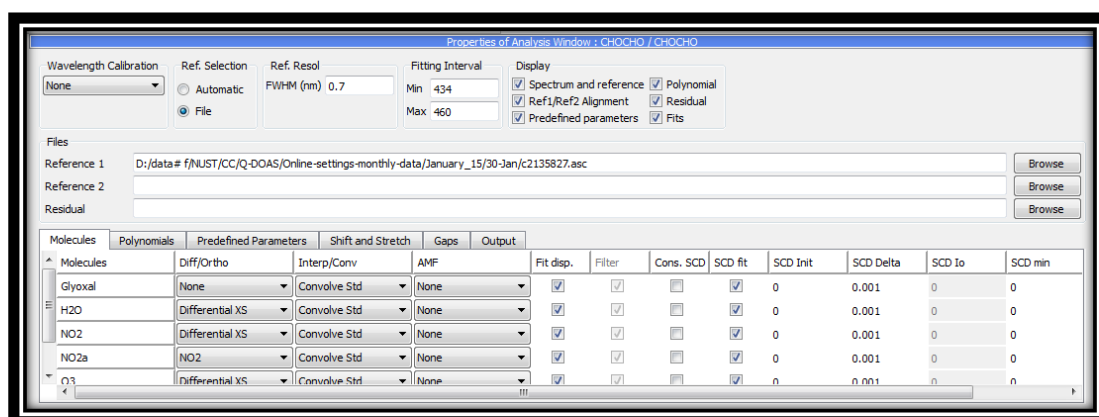 Properties of Analysis Window : CHOCHO / CHOCHO
Wavelength Calibration Ref. Selection Ref. Resol Fitting Interval Display
None Automatic FWHM (nm) 0.7 Min 434 Spectrum and reference Polynomial
File Max 460 Ref1/Ref2 Alignment Residual
Predefined parameters Fits
Files
Reference 1 D:/data# f/NUST/CC/Q-DOAS/Online-settings-monthly-data/January_15/30-Jan/c2135827.asc Browse
Reference 2 Browse
Residual Browse
Molecules Polynomials Predefined Parameters Shift and Stretch Gaps Output
Molecules Diff/Ortho Interp/Conv AMF Fit disp. Filter Cons. SCD SCD fit SCD Init SCD Delta SCD Io SCD min
Glyoxal None Convolve Std None 0 0.001 0 0
H2O Differential XS Convolve Std None 0 0.001 0 0
NO2 Differential XS Convolve Std None 0 0.001 0 0
NO2a NO2 Convolve Std None 0 0.001 0 0
O3 Differential XS Convolve Std None 0 0.001 0 0